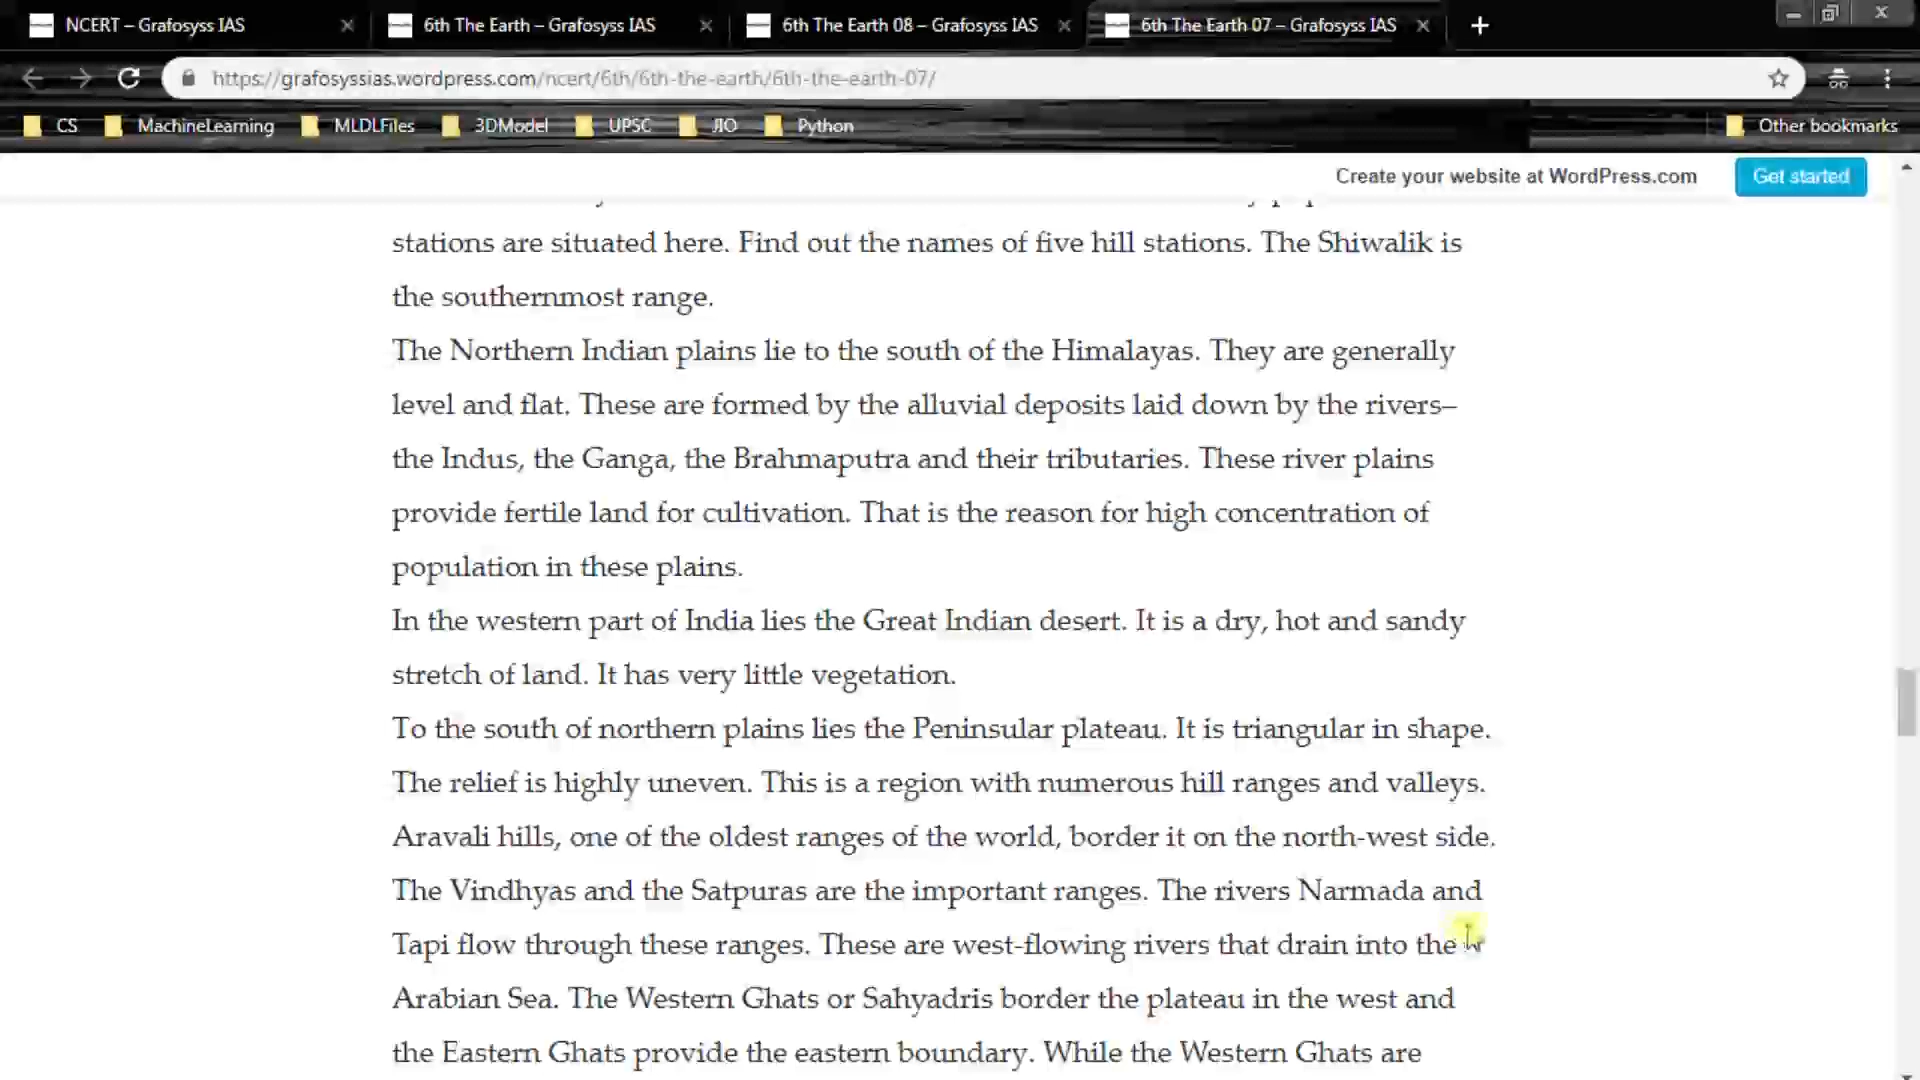 NCERT – Grafosyss IAS
6th The Earth – Grafosyss IAS
6th The Earth 08 – Grafosyss IAS
6th The Earth 07 – Grafosyss IAS
https://grafosyssias.wordpress.com/ncert/6th/6th-the-earth/6th-the-earth-07/
CS MachineLearning MLDLFiles 3DModel UPSC JIO Python Other bookmarks
Create your website at WordPress.com Get started
stations are situated here. Find out the names of five hill stations. The Shiwalik is
the southernmost range.
The Northern Indian plains lie to the south of the Himalayas. They are generally
level and flat. These are formed by the alluvial deposits laid down by the rivers–
the Indus, the Ganga, the Brahmaputra and their tributaries. These river plains
provide fertile land for cultivation. That is the reason for high concentration of
population in these plains.
In the western part of India lies the Great Indian desert. It is a dry, hot and sandy
stretch of land. It has very little vegetation.
To the south of northern plains lies the Peninsular plateau. It is triangular in shape.
The relief is highly uneven. This is a region with numerous hill ranges and valleys.
Aravali hills, one of the oldest ranges of the world, border it on the north-west side.
The Vindhyas and the Satpuras are the important ranges. The rivers Narmada and
Tapi flow through these ranges. These are west-flowing rivers that drain into the
Arabian Sea. The Western Ghats or Sahyadris border the plateau in the west and
the Eastern Ghats provide the eastern boundary. While the Western Ghats are